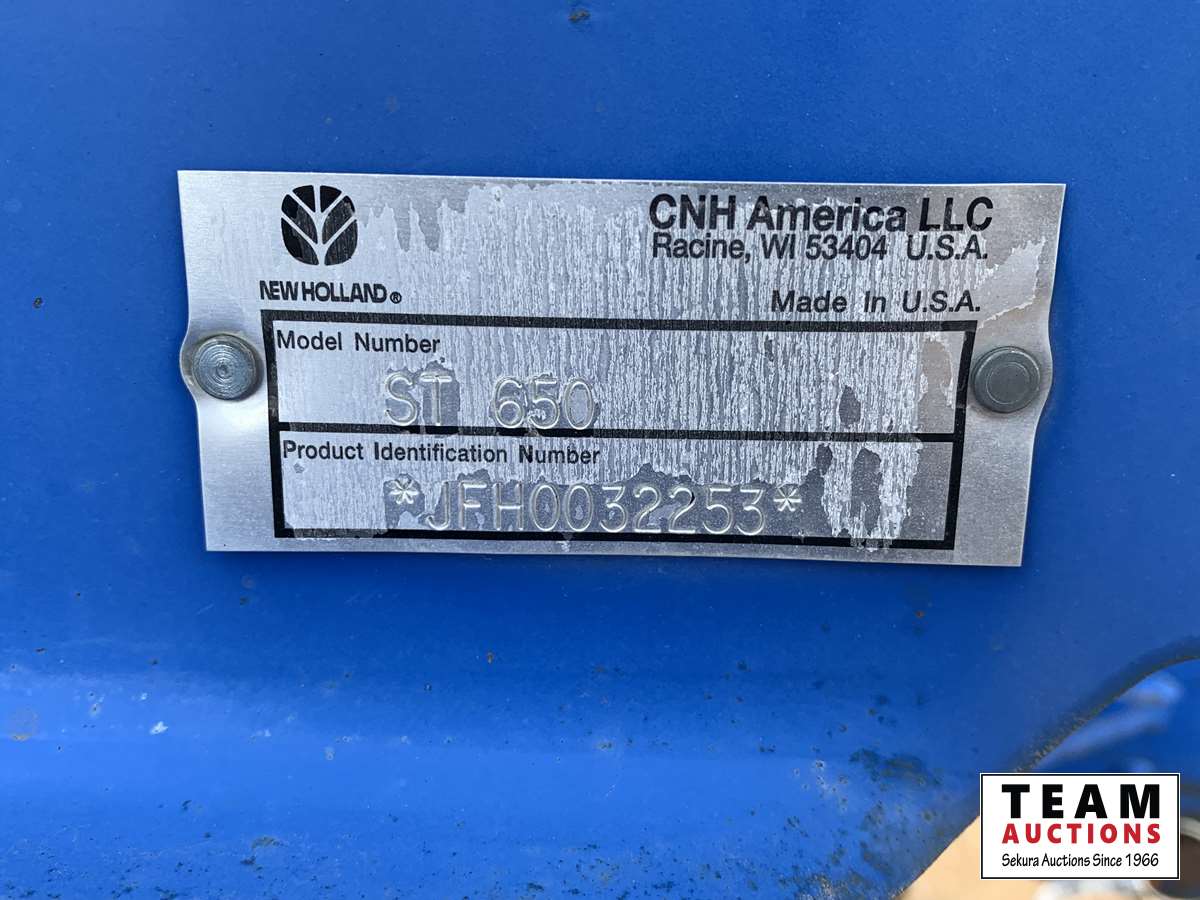 CNH America LLC
Racine, WI 53404 U.S.A.
NEW HOLLAND®
Made In U.S.A.
Model Number
ST 650
Product Identification Number
*JFH0032253*
TEAM
AUCTIONS
Sekura Auctions Since 1966